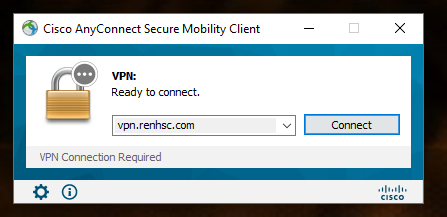 Cisco AnyConnect Secure Mobility Client
VPN:
Ready to connect.
vpn.renhsc.com
Connect
VPN Connection Required
CISCO